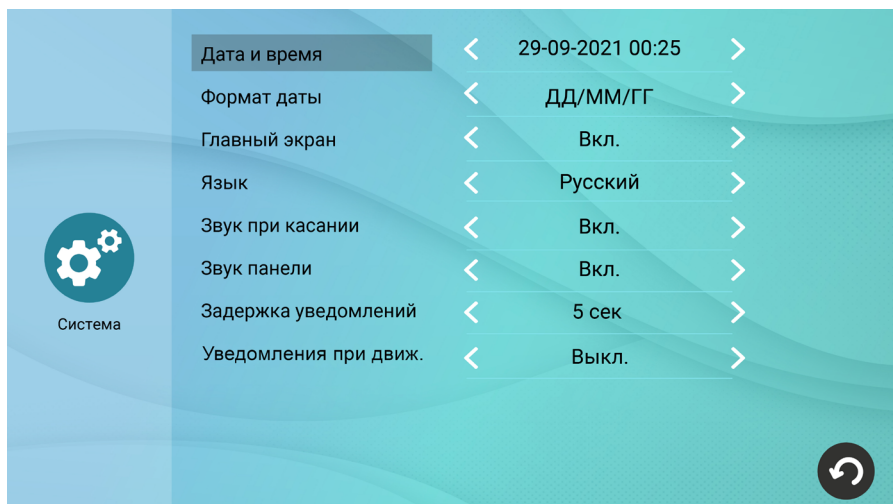 Дата и время 29-09-2021 00:25
Формат даты ДД/ММ/ГГ
Главный экран Вкл.
Язык Русский
Звук при касании Вкл.
Звук панели Вкл.
Задержка уведомлений 5 сек
Уведомления при движ. Выкл.
Система